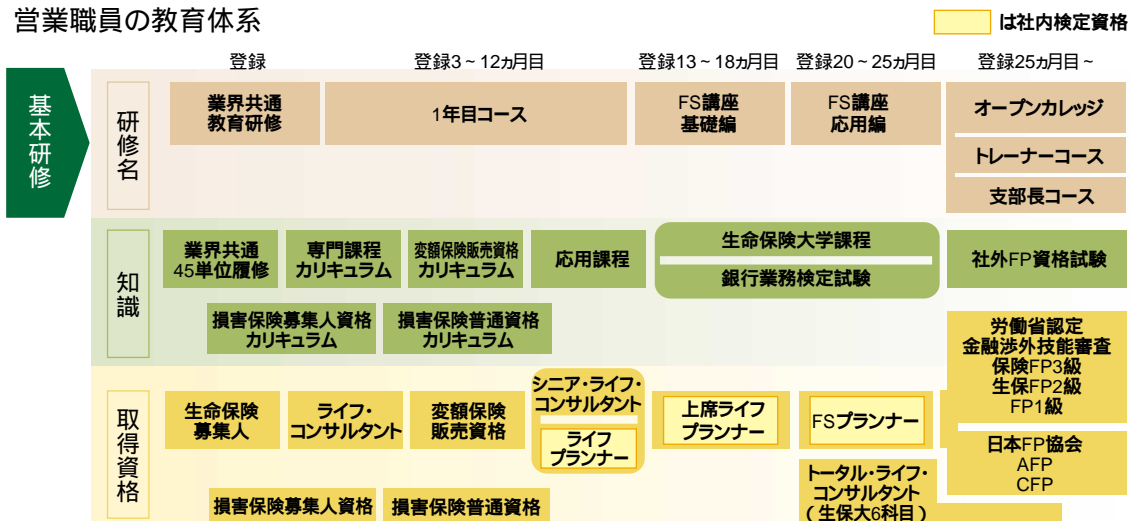 営業職員の教育体系
は社内検定資格
登録
登録3~12ヵ月目
登録13~18ヵ月目
登録20~25ヵ月目
登録25ヵ月目~
基本研修
研修名
業界共通
教育研修
1年目コース
FS講座
基礎編
FS講座
応用編
オープンカレッジ
トレーナーコース
支部長コース
知識
業界共通
45単位履修
専門課程
カリキュラム
変額保険販売資格
カリキュラム
応用課程
生命保険大学課程
銀行業務検定試験
社外FP資格試験
損害保険募集人資格
カリキュラム
損害保険普通資格
カリキュラム
取得資格
生命保険
募集人
ライフ・
コンサルタント
変額保険
販売資格
シニア・ライフ・
コンサルタント
ライフ
プランナー
上席ライフ
プランナー
FSプランナー
労働省認定
金融渉外技能審査
保険FP3級
生保FP2級
FP1級
日本FP協会
AFP
CFP
損害保険募集人資格
損害保険普通資格
トータル・ライフ・
コンサルタント
(生保大6科目)